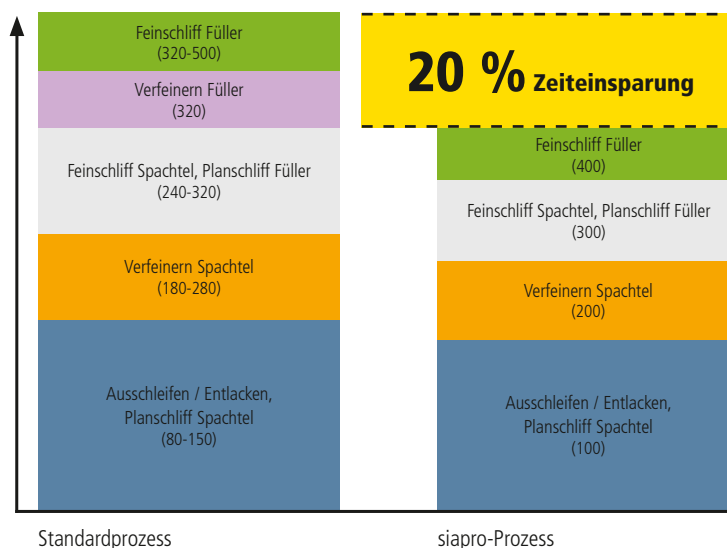 Feinschliff Füller
(320-500)
Verfeinern Füller
(320)
Feinschliff Spachtel, Planschliff Füller
(240-320)
Verfeinern Spachtel
(180-280)
Ausschleifen / Entlacken,
Planschliff Spachtel
(80-150)
Standardprozess
20 % Zeiteinsparung
Feinschliff Füller
(400)
Feinschliff Spachtel, Planschliff Füller
(300)
Verfeinern Spachtel
(200)
Ausschleifen / Entlacken,
Planschliff Spachtel
(100)
siapro-Prozess